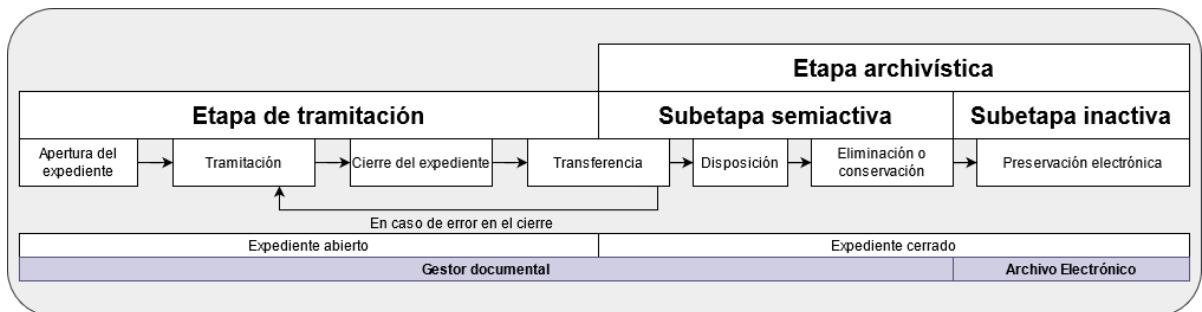 Etapa archivística
Etapa de tramitación
Subetapa semiactiva
Subetapa inactiva
Apertura del
expediente
Tramitación
Cierre del expediente
Transferencia
Disposición
Eliminación o
conservación
Preservación electrónica
En caso de error en el cierre
Expediente abierto
Expediente cerrado
Gestor documental
Archivo Electrónico